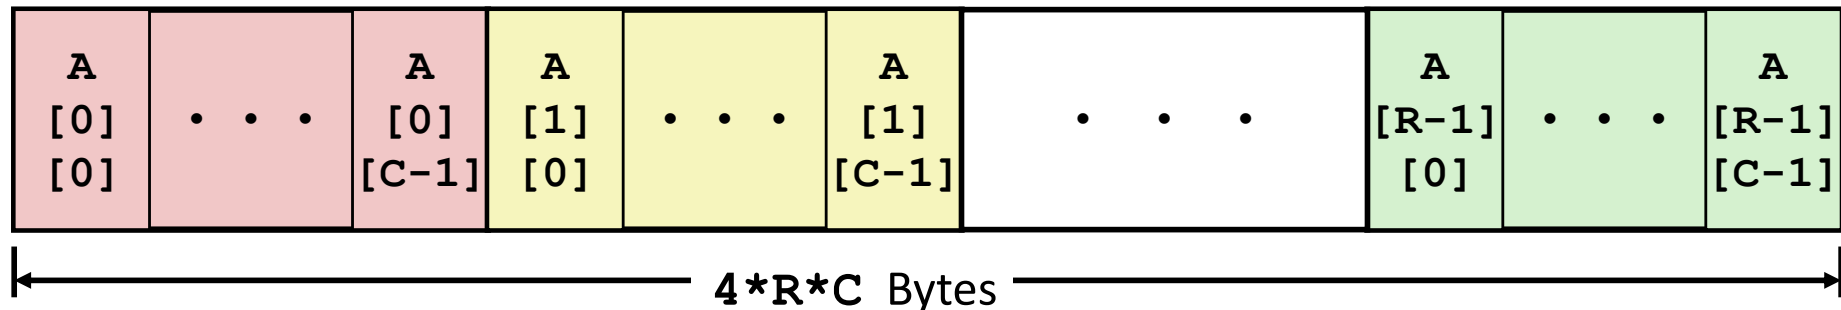 A · · · A A · · · A · · · A · · · A
[0] [0] [1] [1] [R-1] [R-1]
[0] [C-1] [0] [C-1] [0] [C-1]
4*R*C Bytes